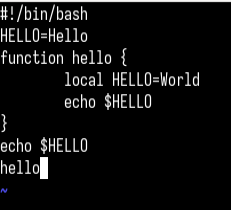 #!/bin/bash
HELLO=Hello
function hello {
        local HELLO=World
        echo $HELLO
}
echo $HELLO
hello
~